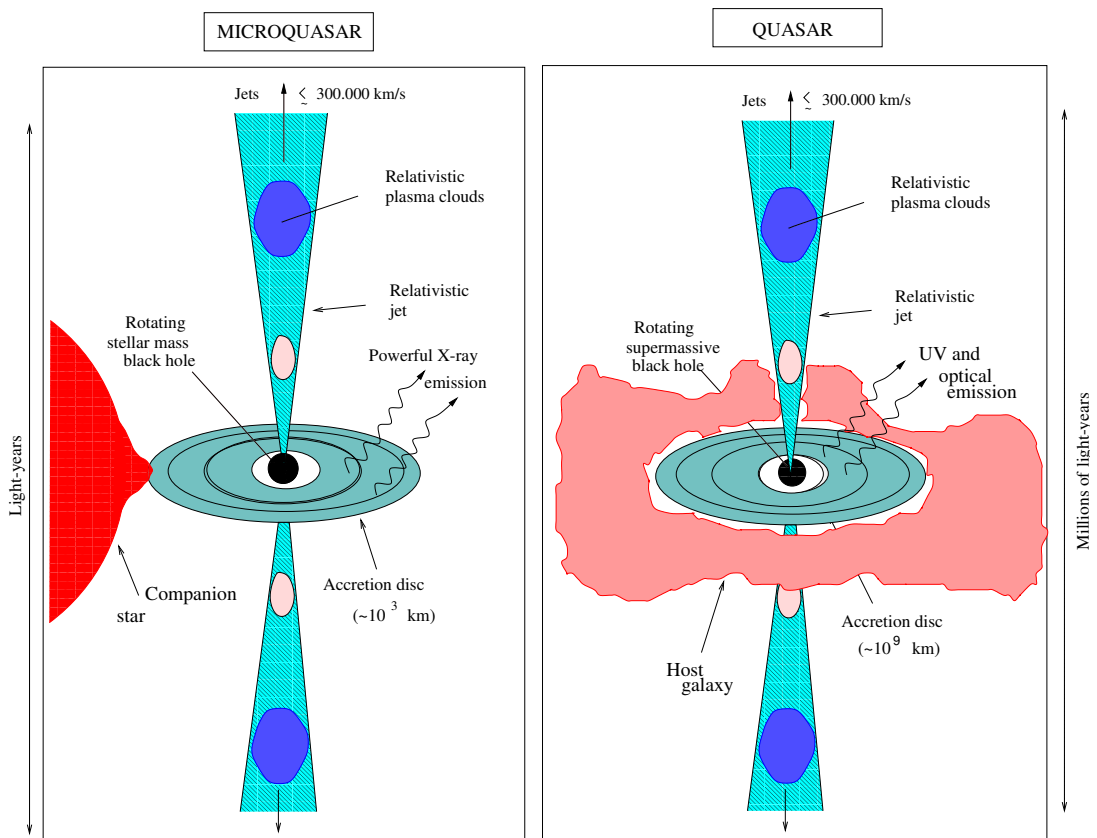 MICROQUASAR
Jets ≲ 300.000 km/s
Relativistic
plasma clouds
Relativistic
jet
Rotating
stellar mass
black hole
Powerful X-ray
emission
Light-years
Companion
star
Accretion disc
(~10 3 km)
QUASAR
Jets ≲ 300.000 km/s
Relativistic
plasma clouds
Relativistic
jet
Rotating
supermassive
black hole
UV and
optical
emission
Accretion disc
(~10 9 km)
Host
galaxy
Millions of light-years